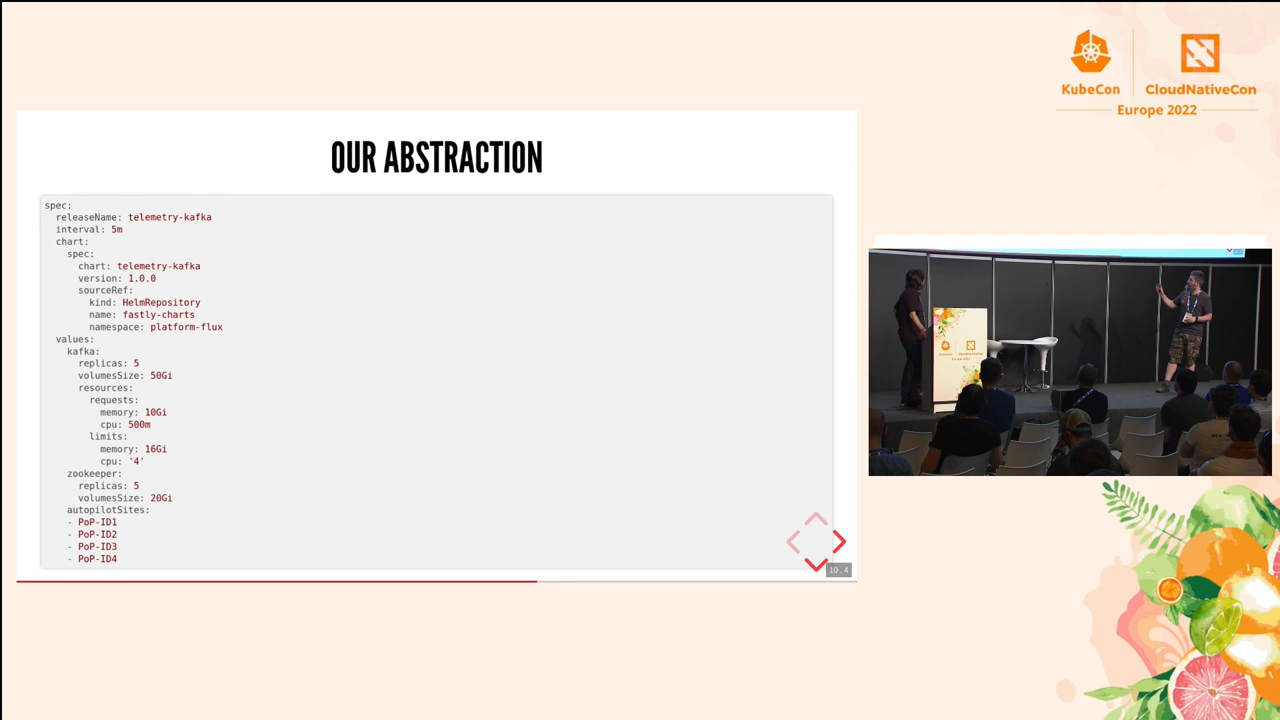 KubeCon
CloudNativeCon
Europe 2022
OUR ABSTRACTION
spec:
  releaseName: telemetry-kafka
  interval: 5m
  chart:
    spec:
      chart: telemetry-kafka
      version: 1.0.0
      sourceRef:
        kind: HelmRepository
        name: fastly-charts
        namespace: platform-flux
  values:
    kafka:
      replicas: 5
      volumesSize: 50Gi
      resources:
        requests:
          memory: 10Gi
          cpu: 500m
        limits:
          memory: 16Gi
          cpu: '4'
    zookeeper:
      replicas: 5
      volumesSize: 20Gi
    autopilotSites:
    - PoP-ID1
    - PoP-ID2
    - PoP-ID3
    - PoP-ID4
10.4